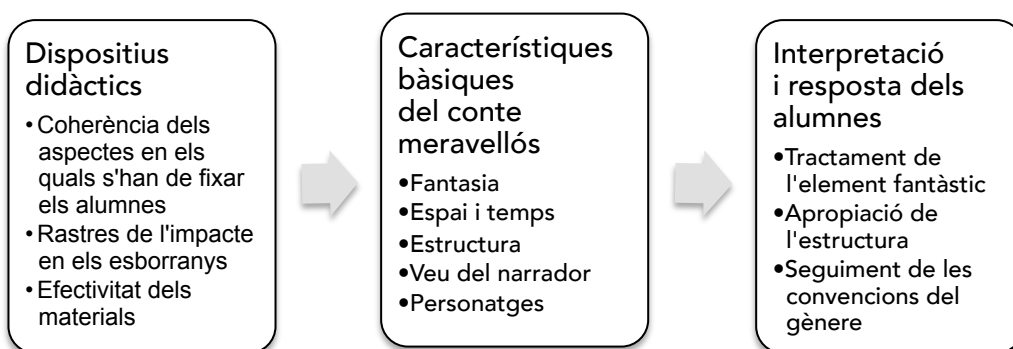 Dispositius
didàctics
• Coherència dels
aspectes en els
quals s'han de fixar
els alumnes
• Rastres de l'impacte
en els esborranys
• Efectivitat dels
materials
Característiques
bàsiques
del conte
meravellós
•Fantasia
•Espai i temps
•Estructura
•Veu del narrador
•Personatges
Interpretació
i resposta dels
alumnes
•Tractament de
l'element fantàstic
•Apropiació de
l'estructura
•Seguiment de les
convencions del
gènere